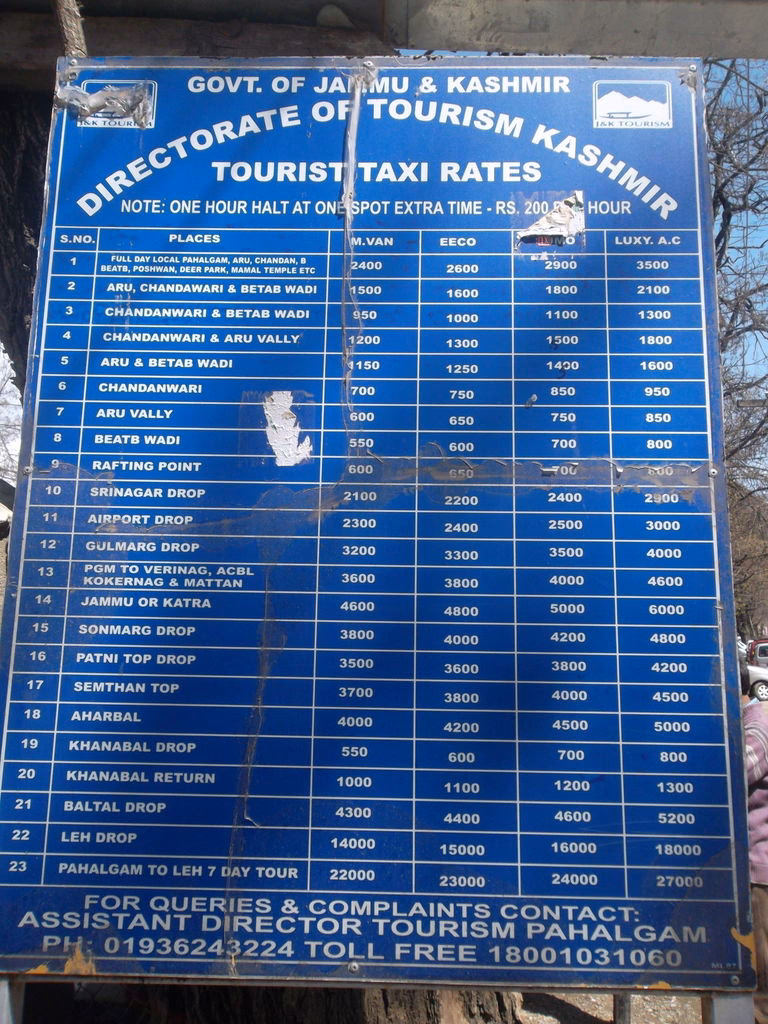 GOVT. OF JAMMU & KASHMIR
DIRECTORATE OF TOURISM KASHMIR
J&K TOURISM
J&K TOURISM
TOURIST TAXI RATES
NOTE: ONE HOUR HALT AT ONE SPOT EXTRA TIME - RS. 200 HOUR
S.NO. PLACES M.VAN EECO LUXY. A.C
1 FULL DAY LOCAL PAHALGAM, ARU, CHANDAN, B BEATB, POSHWAN, DEER PARK, MAMAL TEMPLE ETC 2400 2600 2900 3500
2 ARU, CHANDAWARI & BETAB WADI 1500 1600 1800 2100
3 CHANDANWARI & BETAB WADI 950 1000 1100 1300
4 CHANDANWARI & ARU VALLY 1200 1300 1500 1800
5 ARU & BETAB WADI 1150 1250 1400 1600
6 CHANDANWARI 700 750 850 950
7 ARU VALLY 600 650 750 850
8 BEATB WADI 550 600 700 800
9 RAFTING POINT 600 650 700 800
10 SRINAGAR DROP 2100 2200 2400 2900
11 AIRPORT DROP 2300 2400 2500 3000
12 GULMARG DROP 3200 3300 3500 4000
13 PGM TO VERINAG, ACBL KOKERNAG & MATTAN 3600 3800 4000 4600
14 JAMMU OR KATRA 4600 4800 5000 6000
15 SONMARG DROP 3800 4000 4200 4800
16 PATNI TOP DROP 3500 3600 3800 4200
17 SEMTHAN TOP 3700 3800 4000 4500
18 AHARBAL 4000 4200 4500 5000
19 KHANABAL DROP 550 600 700 800
20 KHANABAL RETURN 1000 1100 1200 1300
21 BALTAL DROP 4300 4400 4600 5200
22 LEH DROP 14000 15000 16000 18000
23 PAHALGAM TO LEH 7 DAY TOUR 22000 23000 24000 27000
FOR QUERIES & COMPLAINTS CONTACT:
ASSISTANT DIRECTOR TOURISM PAHALGAM
PH: 01936243224 TOLL FREE 18001031060